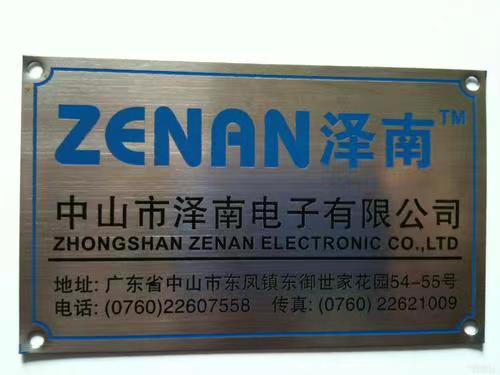 ZENAN泽南™
中山市泽南电子有限公司
ZHONGSHAN ZENAN ELECTRONIC CO.,LTD
地址: 广东省中山市东凤镇东御世家花园54-55号
电话: (0760)22607558 传真: (0760) 22621009